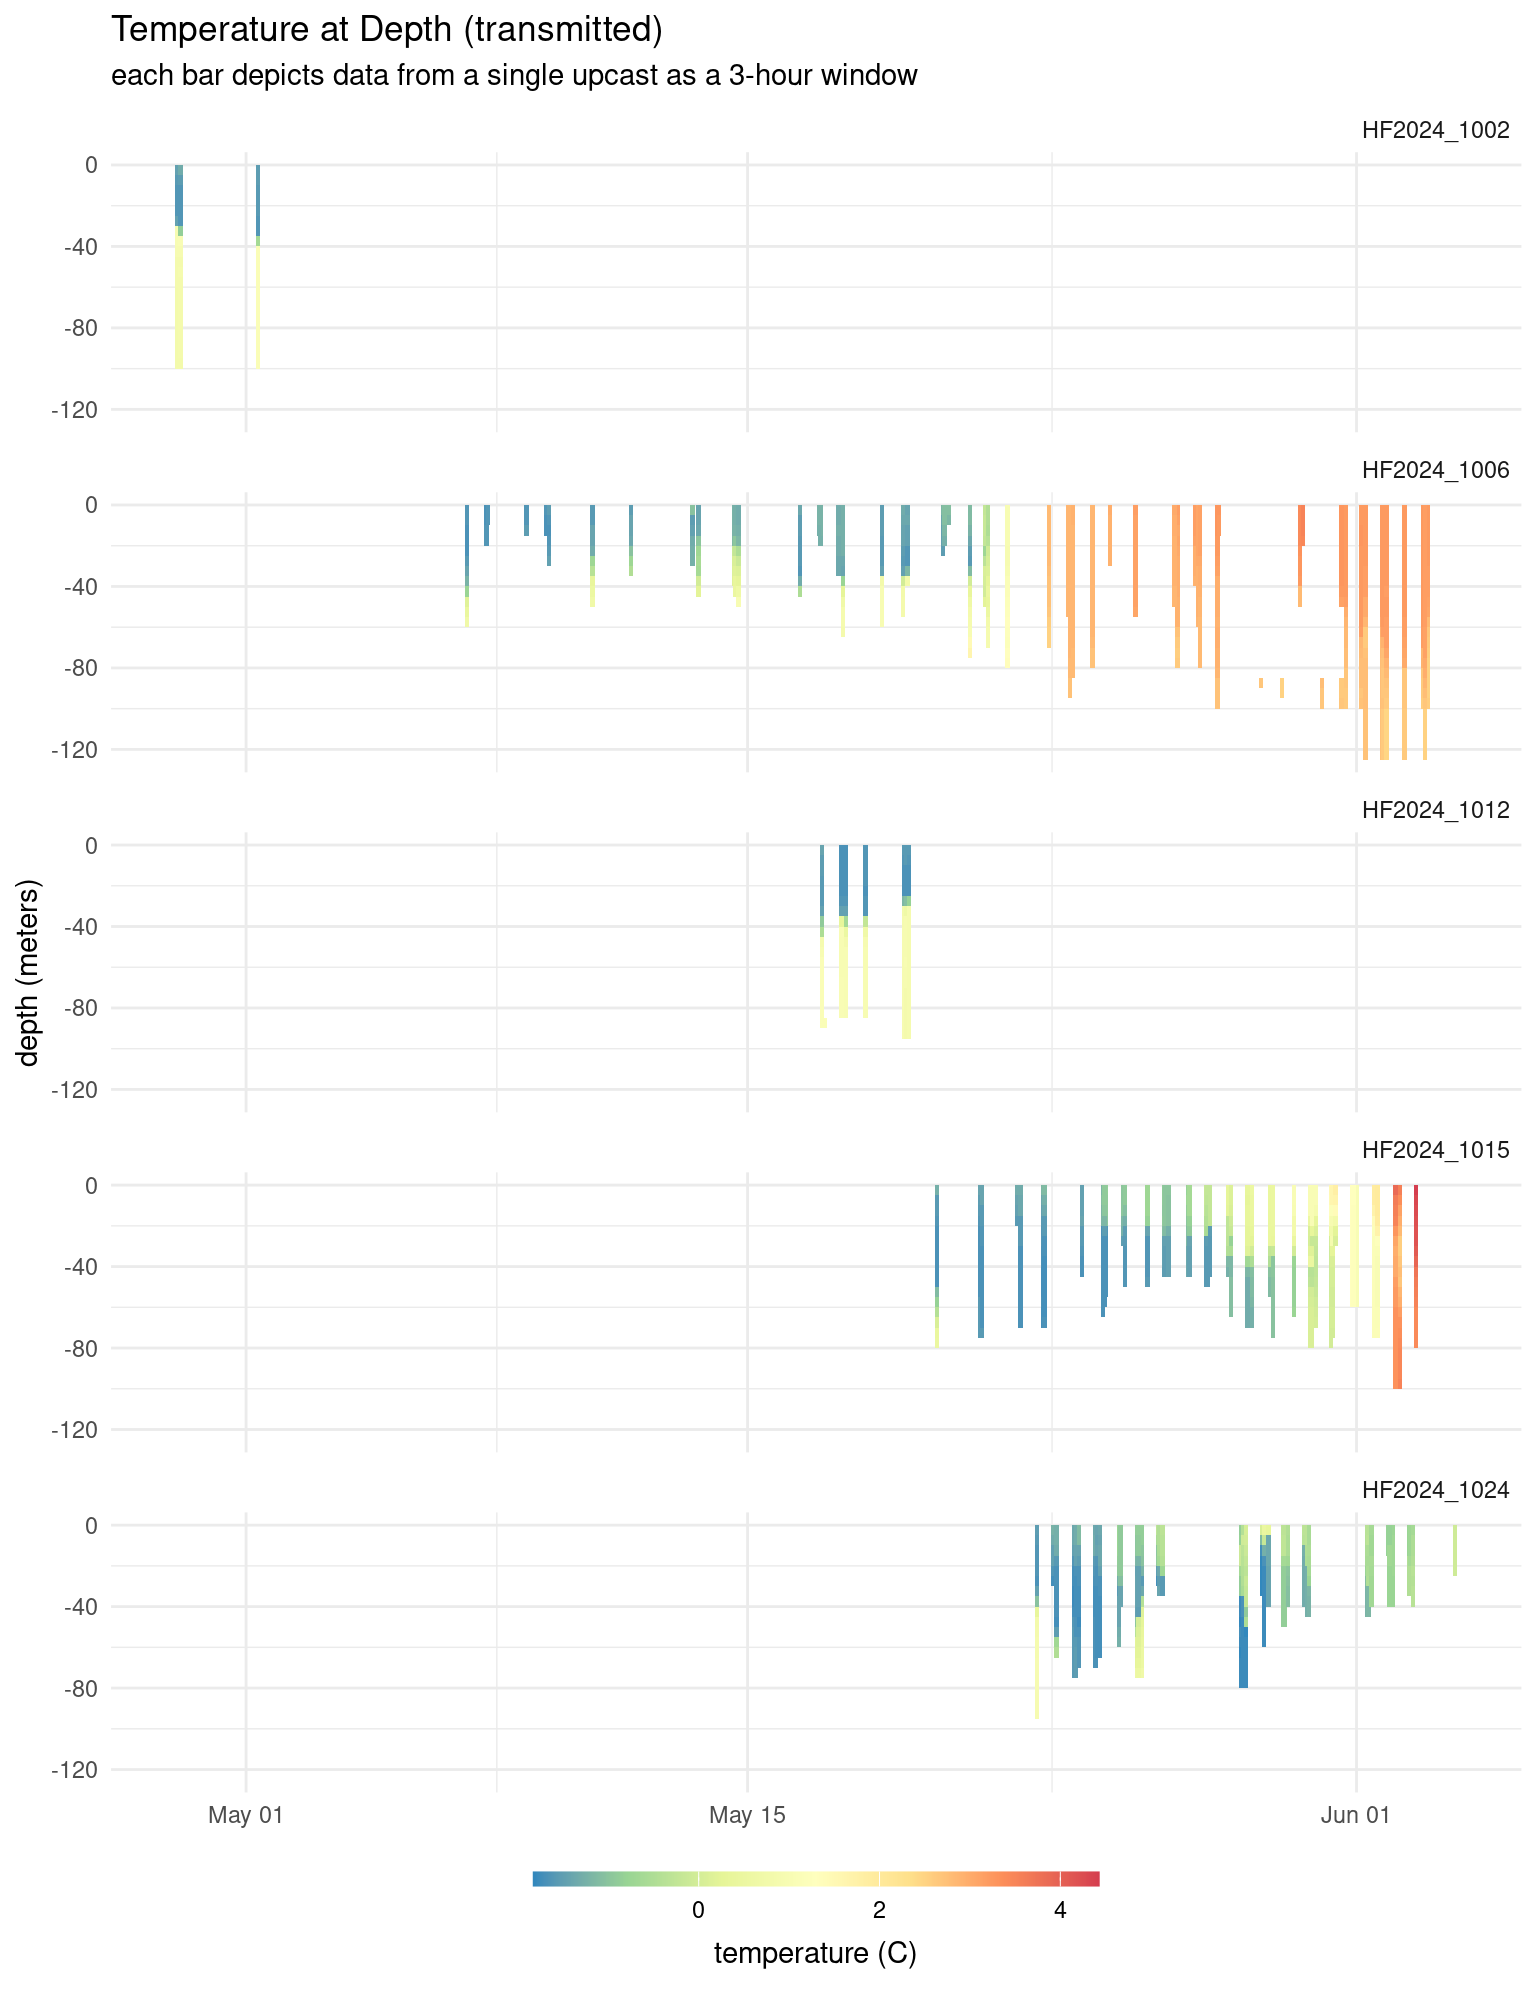 Temperature at Depth (transmitted)
each bar depicts data from a single upcast as a 3-hour window
HF2024_1002
0
-40
-80
-120
HF2024_1006
0
-40
-80
-120
HF2024_1012
0
-40
-80
-120
depth (meters)
HF2024_1015
0
-40
-80
-120
HF2024_1024
0
-40
-80
-120
May 01 May 15 Jun 01
0 2 4
temperature (C)